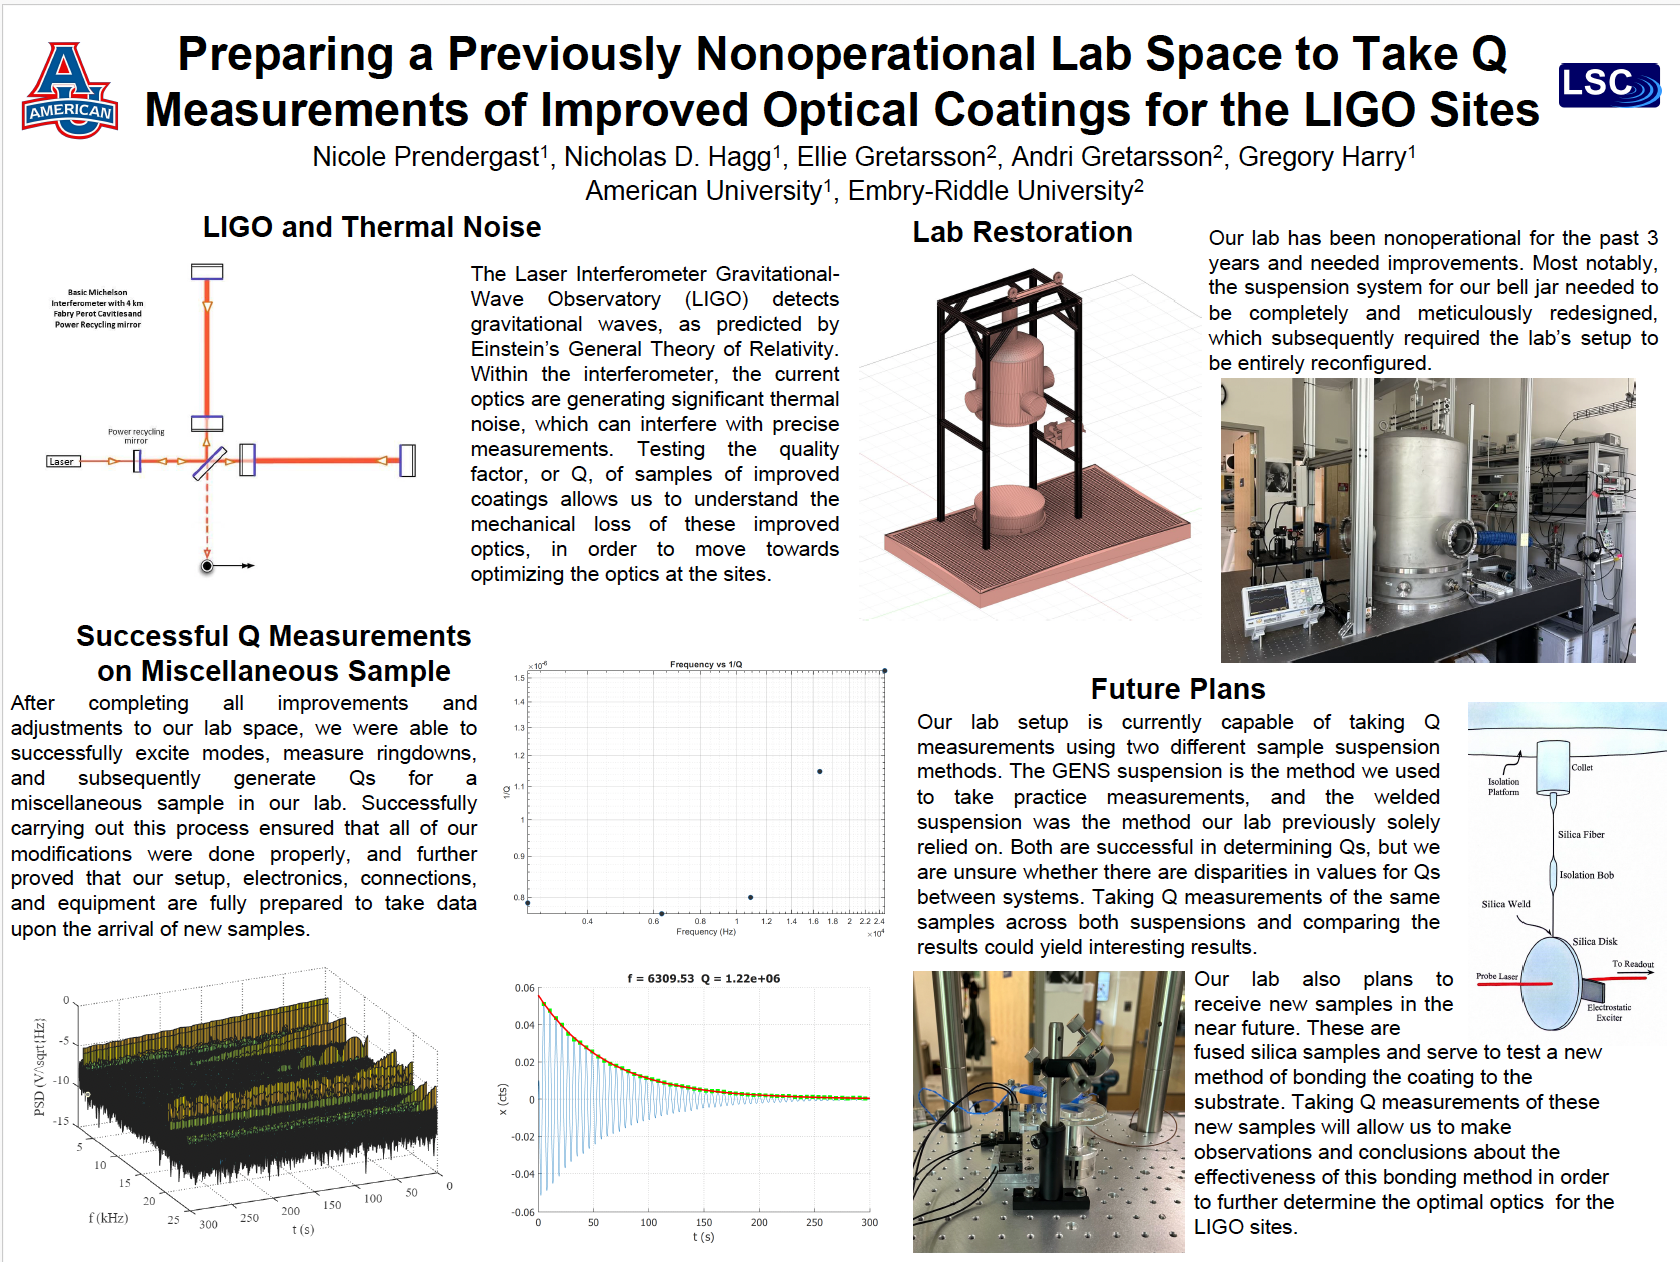 Preparing a Previously Nonoperational Lab Space to Take Q
Measurements of Improved Optical Coatings for the LIGO Sites
AMERICAN
LSC
Nicole Prendergast1, Nicholas D. Hagg1, Ellie Gretarsson2, Andri Gretarsson2, Gregory Harry1
American University1, Embry-Riddle University2
LIGO and Thermal Noise
Basic Michelson
Interferometer with 4 km
Fabry Perot Cavities and
Power Recycling mirror
Power recycling
mirror
Laser
The Laser Interferometer Gravitational-
Wave Observatory (LIGO) detects
gravitational waves, as predicted by
Einstein's General Theory of Relativity.
Within the interferometer, the current
optics are generating significant thermal
noise, which can interfere with precise
measurements. Testing the quality
factor, or Q, of samples of improved
coatings allows us to understand the
mechanical loss of these improved
optics, in order to move towards
optimizing the optics at the sites.
Lab Restoration
Our lab has been nonoperational for the past 3
years and needed improvements. Most notably,
the suspension system for our bell jar needed to
be completely and meticulously redesigned,
which subsequently required the lab's setup to
be entirely reconfigured.
Successful Q Measurements
on Miscellaneous Sample
After completing all improvements and
adjustments to our lab space, we were able to
successfully excite modes, measure ringdowns,
and subsequently generate Qs for a
miscellaneous sample in our lab. Successfully
carrying out this process ensured that all of our
modifications were done properly, and further
proved that our setup, electronics, connections,
and equipment are fully prepared to take data
upon the arrival of new samples.
Frequency vs 1/Q
×10-6
1.5
1.4
1.3
1.2
1.1
1
0.9
0.8
1/Q
0.4 0.6 0.8 1 1.2 1.4 1.6 1.8 2 2.2 2.4
Frequency (Hz)
×104
0
-5
-10
-15
PSD (V/\sqrt{Hz}
5
10
15
20
25
f (kHz)
300 250 200 150 100 50 0
t (s)
f = 6309.53 Q = 1.22e+06
0.06
0.04
0.02
0
-0.02
-0.04
-0.06
x (cts)
0 50 100 150 200 250 300
t (s)
Future Plans
Our lab setup is currently capable of taking Q
measurements using two different sample suspension
methods. The GENS suspension is the method we used
to take practice measurements, and the welded
suspension was the method our lab previously solely
relied on. Both are successful in determining Qs, but we
are unsure whether there are disparities in values for Qs
between systems. Taking Q measurements of the same
samples across both suspensions and comparing the
results could yield interesting results.
Collet
Isolation
Platform
Silica Fiber
Isolation Bob
Silica Weld
Silica Disk
To Readout
Probe Laser
Electrostatic
Exciter
Our lab also plans to
receive new samples in the
near future. These are
fused silica samples and serve to test a new
method of bonding the coating to the
substrate. Taking Q measurements of these
new samples will allow us to make
observations and conclusions about the
effectiveness of this bonding method in order
to further determine the optimal optics for the
LIGO sites.